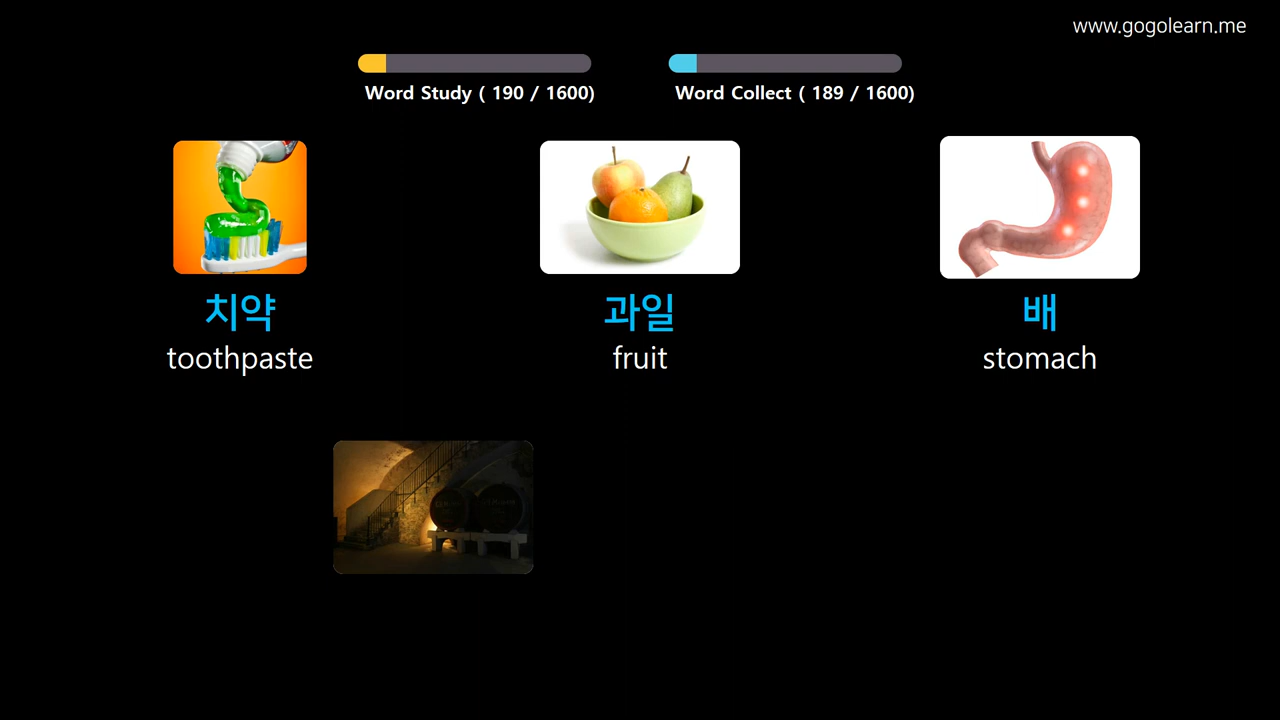 www.gogolearn.me
Word Study ( 190 / 1600)
Word Collect ( 189 / 1600)
치약
toothpaste
과일
fruit
배
stomach